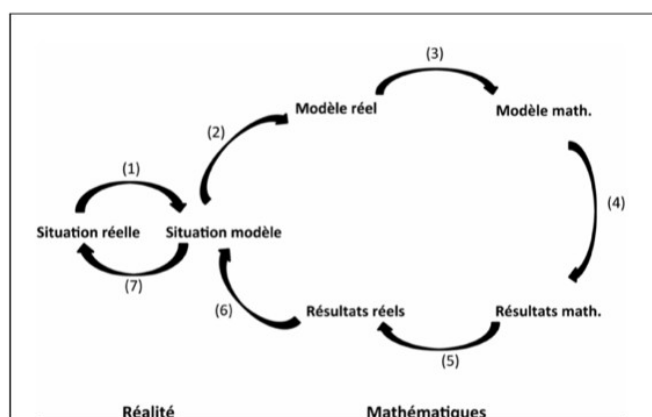 (3)
Modèle réel
Modèle math.
(2)
(1)
(4)
Situation réelle
Situation modèle
(7)
(6)
Résultats réels
Résultats math.
(5)
Réalité
Mathématiques